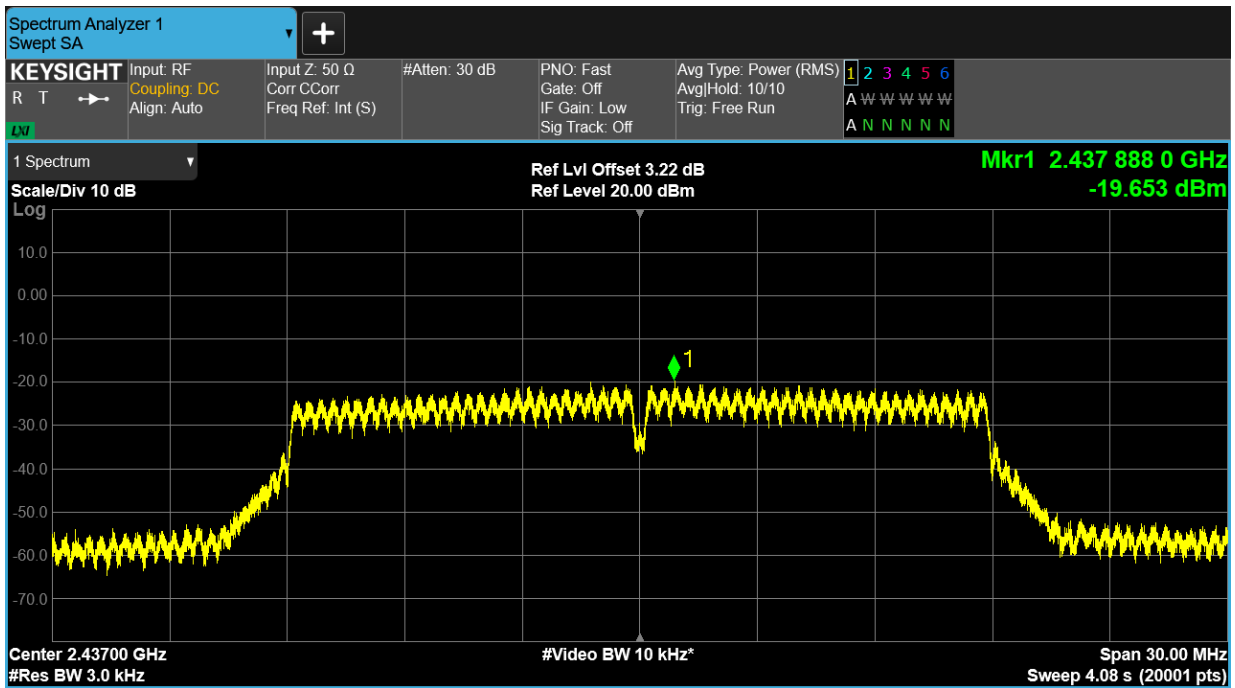 Spectrum Analyzer 1
Swept SA
+
KEYSIGHT
R T
LXI
Input: RF
Coupling: DC
Align: Auto
Input Z: 50 Ω
Corr CCorr
Freq Ref: Int (S)
#Atten: 30 dB
PNO: Fast
Gate: Off
IF Gain: Low
Sig Track: Off
Avg Type: Power (RMS)
Avg|Hold: 10/10
Trig: Free Run
1 2 3 4 5 6
A W W W W W
A N N N N N
1 Spectrum
Scale/Div 10 dB
Log
Ref Lvl Offset 3.22 dB
Ref Level 20.00 dBm
Mkr1 2.437 888 0 GHz
-19.653 dBm
10.0
0.00
-10.0
-20.0
-30.0
-40.0
-50.0
-60.0
-70.0
1
Center 2.43700 GHz
#Res BW 3.0 kHz
#Video BW 10 kHz*
Span 30.00 MHz
Sweep 4.08 s (20001 pts)